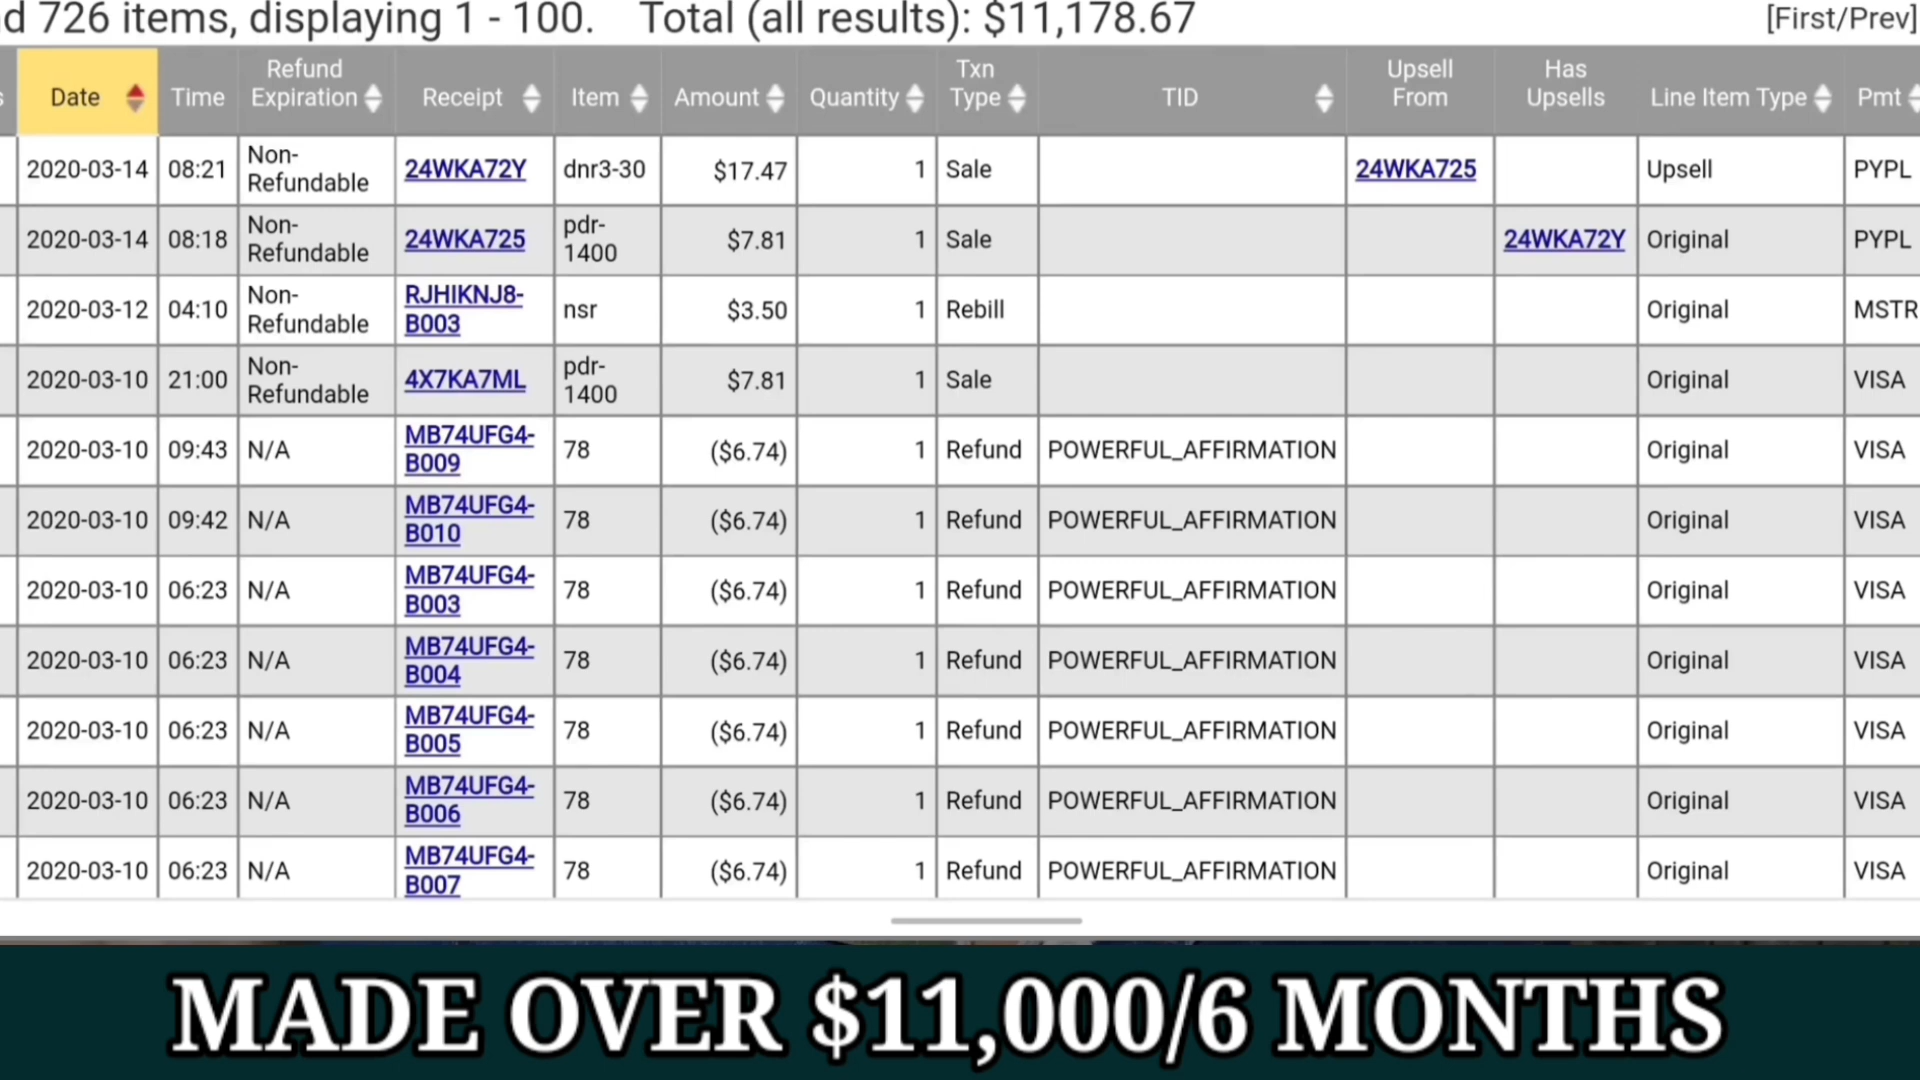 d 726 items, displaying 1 - 100. Total (all results): $11,178.67 [First/Prev]
Date Time Refund Expiration Receipt Item Amount Quantity Txn Type TID Upsell From Has Upsells Line Item Type Pmt
2020-03-14 08:21 Non-Refundable 24WKA72Y dnr3-30 $17.47 1 Sale 24WKA725 Upsell PYPL
2020-03-14 08:18 Non-Refundable 24WKA725 pdr-1400 $7.81 1 Sale 24WKA72Y Original PYPL
2020-03-12 04:10 Non-Refundable RJHIKNJ8-B003 nsr $3.50 1 Rebill Original MSTR
2020-03-10 21:00 Non-Refundable 4X7KA7ML pdr-1400 $7.81 1 Sale Original VISA
2020-03-10 09:43 N/A MB74UFG4-B009 78 ($6.74) 1 Refund POWERFUL_AFFIRMATION Original VISA
2020-03-10 09:42 N/A MB74UFG4-B010 78 ($6.74) 1 Refund POWERFUL_AFFIRMATION Original VISA
2020-03-10 06:23 N/A MB74UFG4-B003 78 ($6.74) 1 Refund POWERFUL_AFFIRMATION Original VISA
2020-03-10 06:23 N/A MB74UFG4-B004 78 ($6.74) 1 Refund POWERFUL_AFFIRMATION Original VISA
2020-03-10 06:23 N/A MB74UFG4-B005 78 ($6.74) 1 Refund POWERFUL_AFFIRMATION Original VISA
2020-03-10 06:23 N/A MB74UFG4-B006 78 ($6.74) 1 Refund POWERFUL_AFFIRMATION Original VISA
2020-03-10 06:23 N/A MB74UFG4-B007 78 ($6.74) 1 Refund POWERFUL_AFFIRMATION Original VISA
MADE OVER $11,000/6 MONTHS